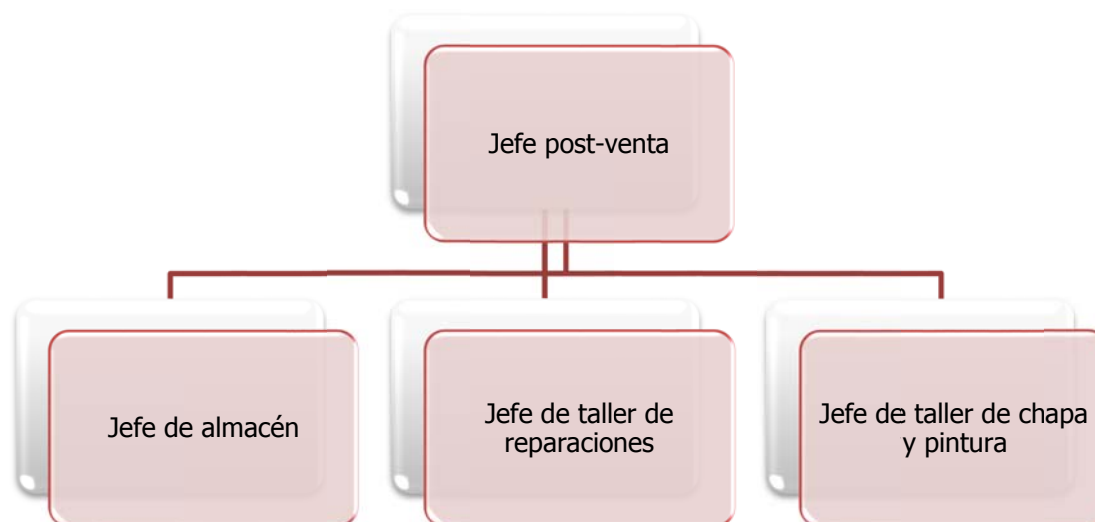 Jefe post-venta
Jefe de almacén
Jefe de taller de
reparaciones
Jefe de taller de chapa
y pintura